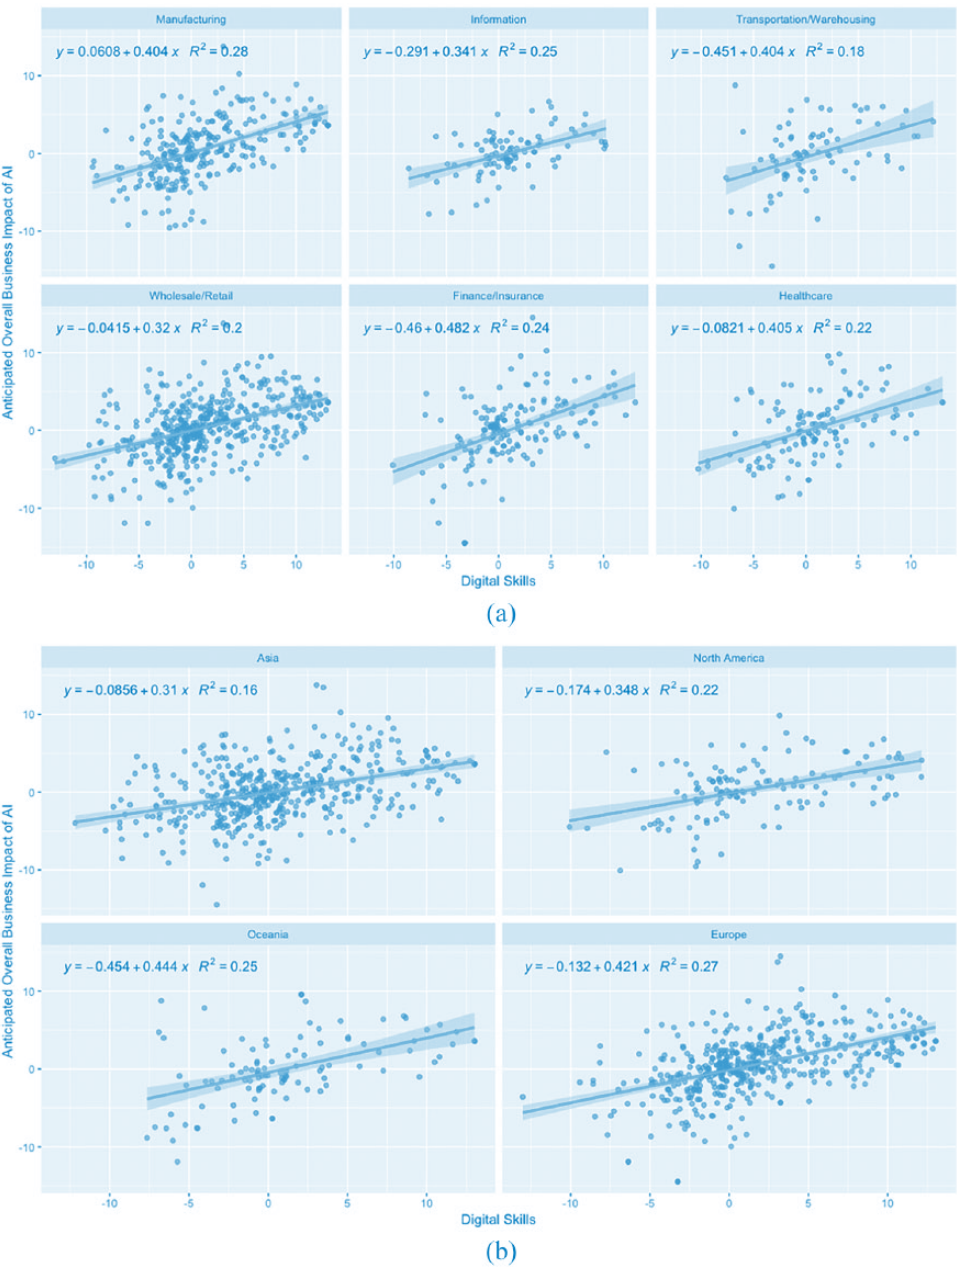 Manufacturing Information Transportation/Warehousing
y = 0.0608 + 0.404 x R² = 0.28 y = −0.291 + 0.341 x R² = 0.25 y = −0.451 + 0.404 x R² = 0.18
10
0
-10
Wholesale/Retail Finance/Insurance Healthcare
y = −0.0415 + 0.32 x R² = 0.2 y = −0.46 + 0.482 x R² = 0.24 y = −0.0821 + 0.405 x R² = 0.22
10
0
-10
Anticipated Overall Business Impact of AI
-10 -5 0 5 10 -10 -5 0 5 10 -10 -5 0 5 10
Digital Skills
(a)
Asia North America
y = −0.0856 + 0.31 x R² = 0.16 y = −0.174 + 0.348 x R² = 0.22
10
0
-10
Oceania Europe
y = −0.454 + 0.444 x R² = 0.25 y = −0.132 + 0.421 x R² = 0.27
10
0
-10
Anticipated Overall Business Impact of AI
-10 -5 0 5 10 -10 -5 0 5 10
Digital Skills
(b)